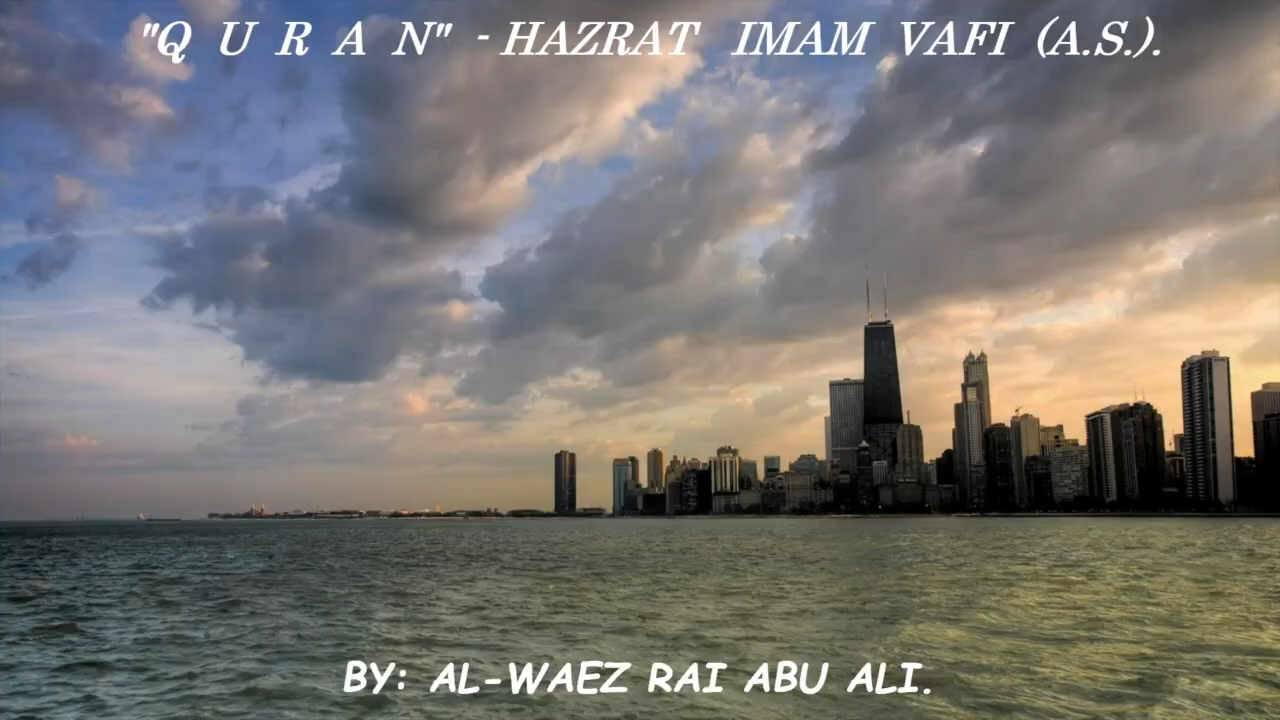 "Q U R A N" - HAZRAT IMAM VAFI (A.S.).
BY: AL-WAEZ RAI ABU ALI.